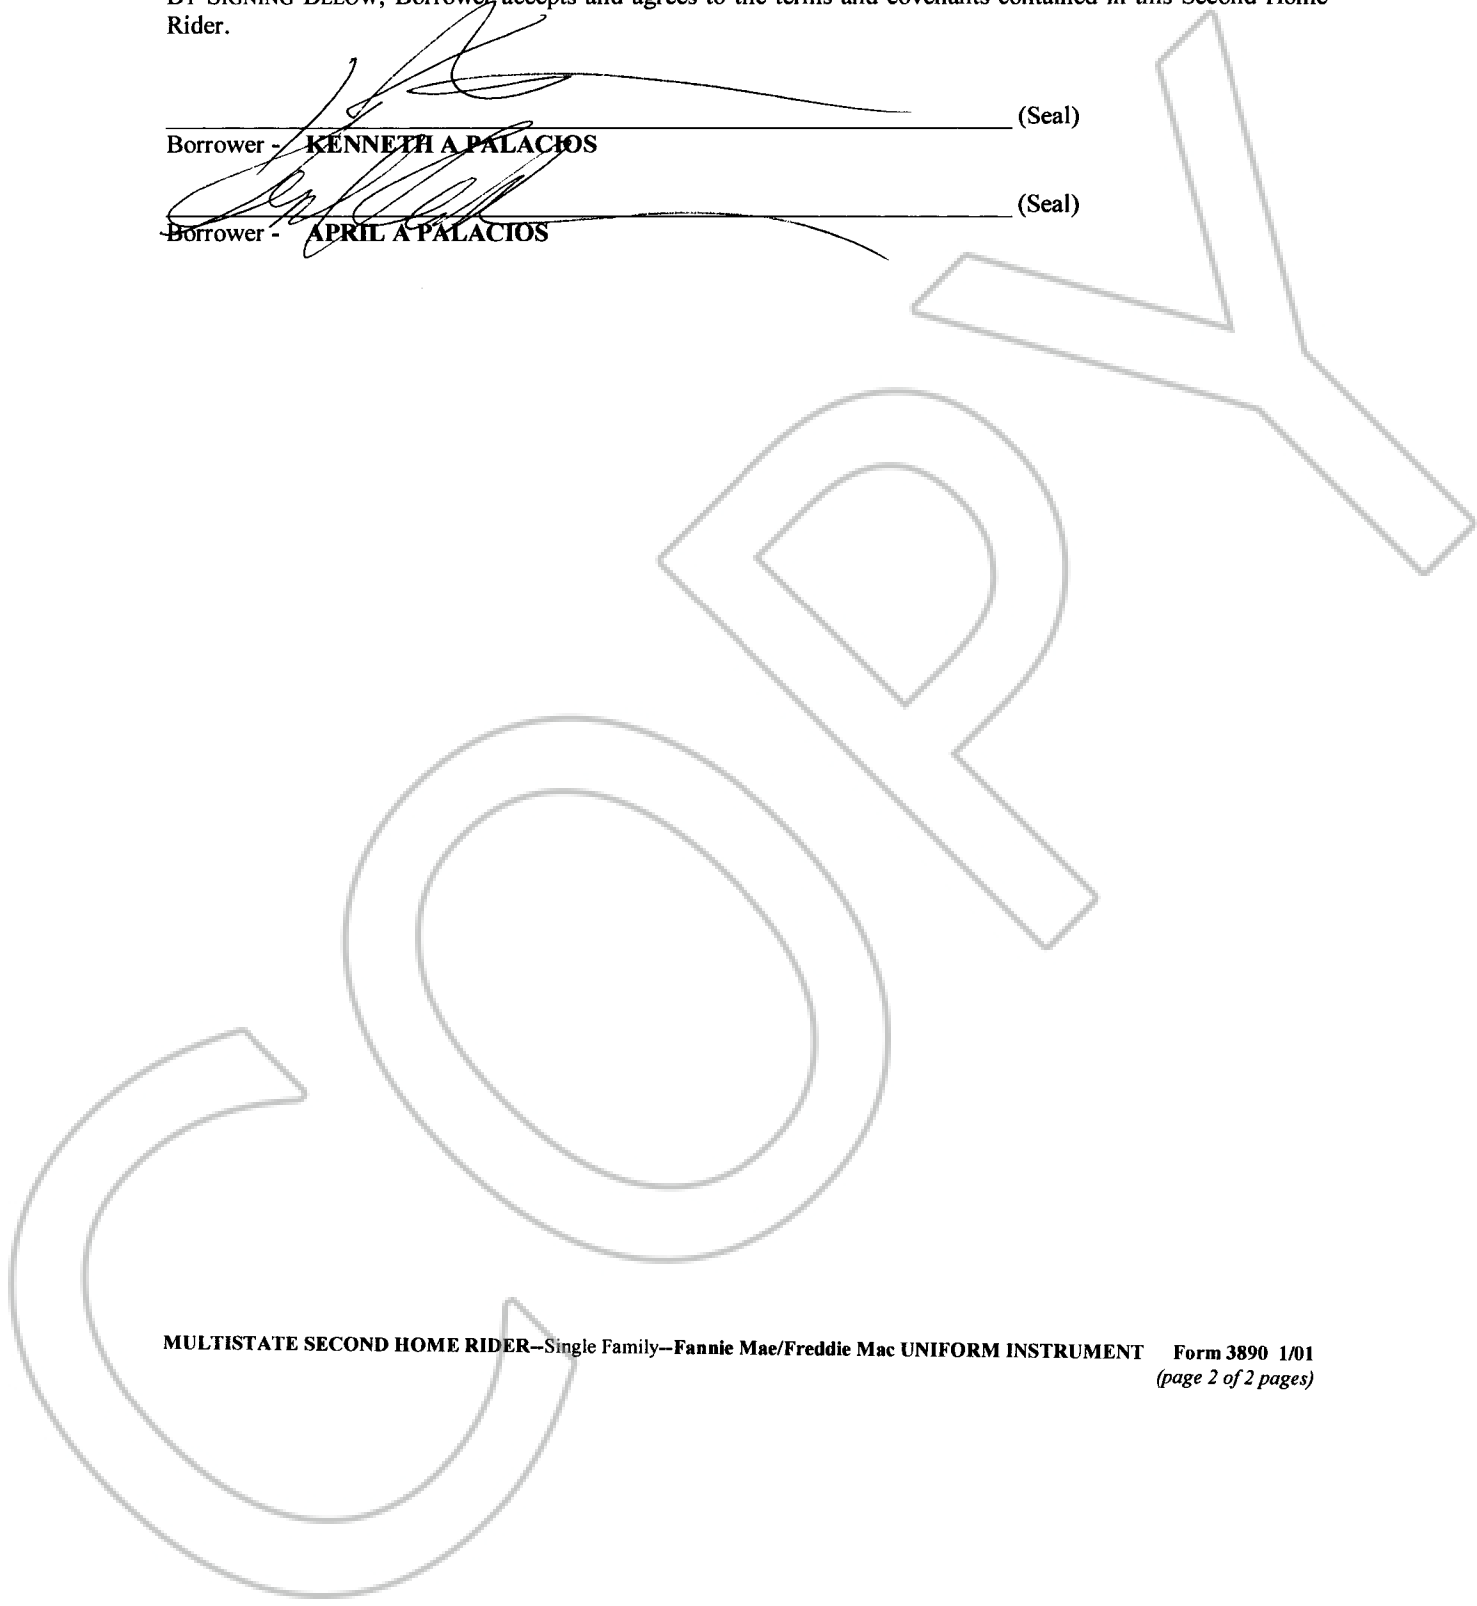 BY SIGNING BELOW, Borrower accepts and agrees to the terms and covenants contained in this Second Home
Rider.
(Seal)
Borrower - KENNETH A PALACIOS
(Seal)
Borrower - APRIL A PALACIOS
COPY
MULTISTATE SECOND HOME RIDER--Single Family--Fannie Mae/Freddie Mac UNIFORM INSTRUMENT Form 3890 1/01
(page 2 of 2 pages)